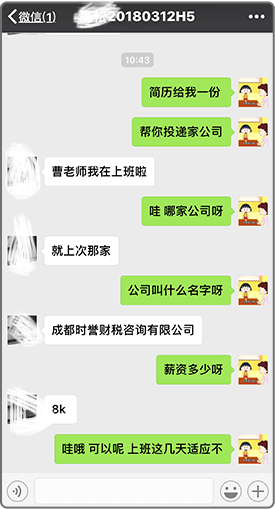 微信(1)
20180312H5
10:43
简历给我一份
帮你投递家公司
曹老师我在上班啦
哇 哪家公司呀
就上次那家
公司叫什么名字呀
成都时誉财税咨询有限公司
薪资多少呀
8k
哇哦 可以呢 上班这几天适应不